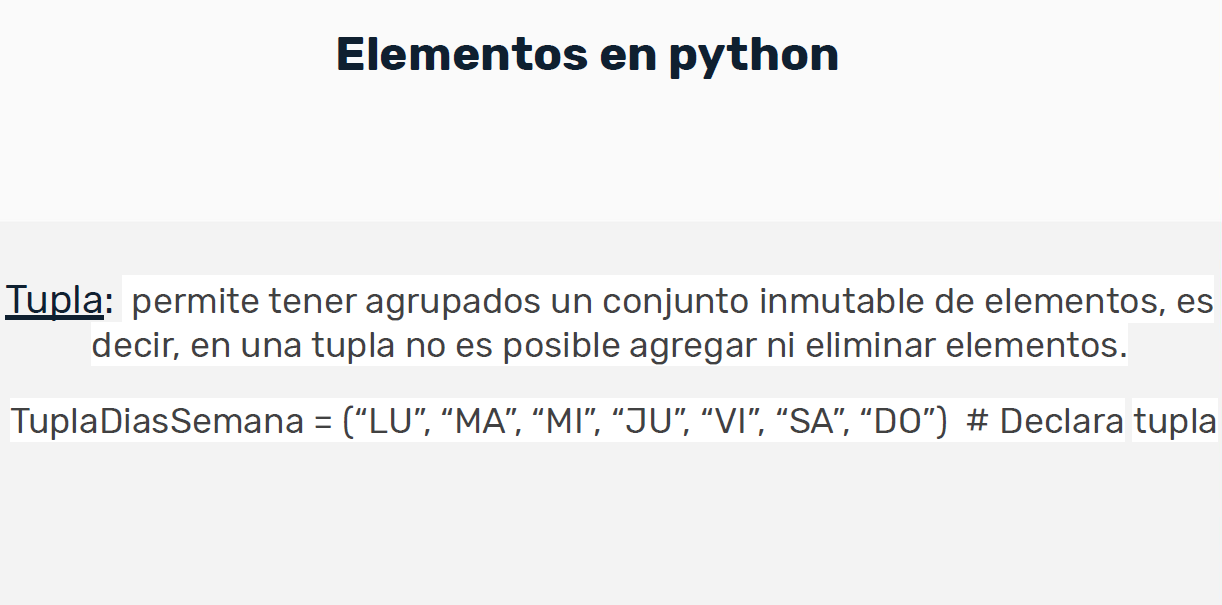 Elementos en python
Tupla: permite tener agrupados un conjunto inmutable de elementos, es
decir, en una tupla no es posible agregar ni eliminar elementos.
TuplaDiasSemana = (“LU”, “MA”, “MI”, “JU”, “VI”, “SA”, “DO”)  # Declara tupla